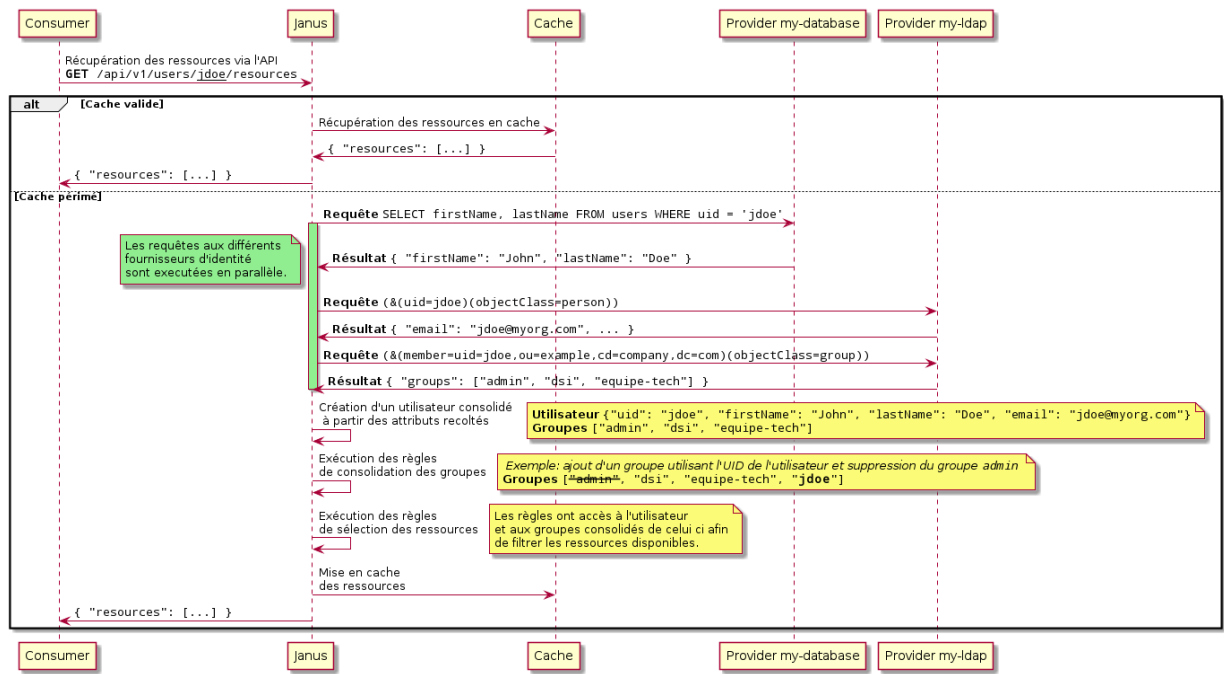 Consumer
Janus
Cache
Provider my-database
Provider my-ldap
Récupération des ressources via l'API
GET /api/v1/users/jdoe/resources
alt
[Cache valide]
Récupération des ressources en cache
{ "resources": [...] }
{ "resources": [...] }
[Cache périmé]
Requête SELECT firstName, lastName FROM users WHERE uid = 'jdoe'
Les requêtes aux différents
fournisseurs d'identité
sont executées en parallèle.
Résultat { "firstName": "John", "lastName": "Doe" }
Requête (&(uid=jdoe)(objectClass=person))
Résultat { "email": "jdoe@myorg.com", ... }
Requête (&(member=uid=jdoe,ou=example,cd=company,dc=com)(objectClass=group))
Résultat { "groups": ["admin", "dsi", "equipe-tech"] }
Création d'un utilisateur consolidé
à partir des attributs recoltés
Utilisateur {"uid": "jdoe", "firstName": "John", "lastName": "Doe", "email": "jdoe@myorg.com"}
Groupes ["admin", "dsi", "equipe-tech"]
Exécution des règles
de consolidation des groupes
Exemple: ajout d'un groupe utilisant l'UID de l'utilisateur et suppression du groupe admin
Groupes ["admin", "dsi", "equipe-tech", "jdoe"]
Exécution des règles
de sélection des ressources
Les règles ont accès à l'utilisateur
et aux groupes consolidés de celui ci afin
de filtrer les ressources disponibles.
Mise en cache
des ressources
{ "resources": [...] }
Consumer
Janus
Cache
Provider my-database
Provider my-ldap